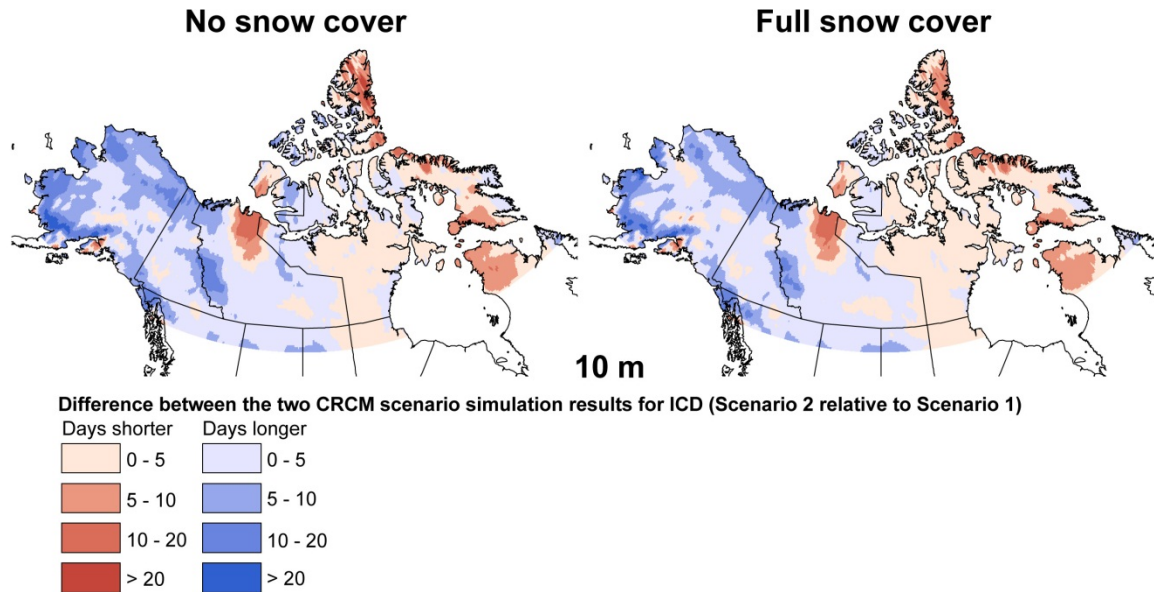 No snow cover
Full snow cover
10 m
Difference between the two CRCM scenario simulation results for ICD (Scenario 2 relative to Scenario 1)
Days shorter
Days longer
0 - 5
0 - 5
5 - 10
5 - 10
10 - 20
10 - 20
> 20
> 20